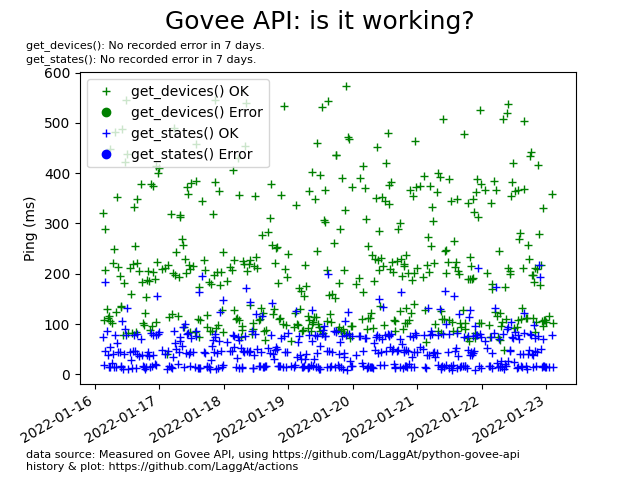 Govee API: is it working?
get_devices(): No recorded error in 7 days.
get_states(): No recorded error in 7 days.
get_devices() OK
get_devices() Error
get_states() OK
get_states() Error
Ping (ms)
600
500
400
300
200
100
0
2022-01-16
2022-01-17
2022-01-18
2022-01-19
2022-01-20
2022-01-21
2022-01-22
2022-01-23
data source: Measured on Govee API, using https://github.com/LaggAt/python-govee-api
history & plot: https://github.com/LaggAt/actions